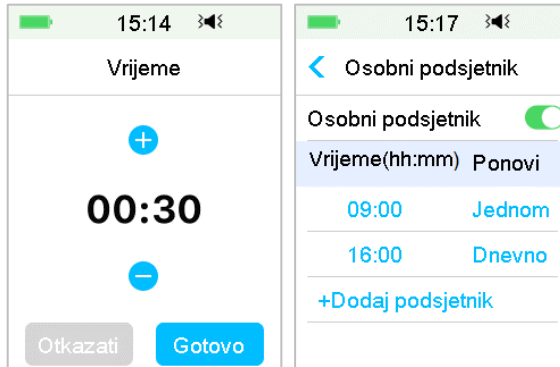 15:14
Vrijeme
+
00:30
−
Otkazati Gotovo
15:17
Osobni podsjetnik
Osobni podsjetnik
Vrijeme(hh:mm) Ponovi
09:00 Jednom
16:00 Dnevno
+Dodaj podsjetnik